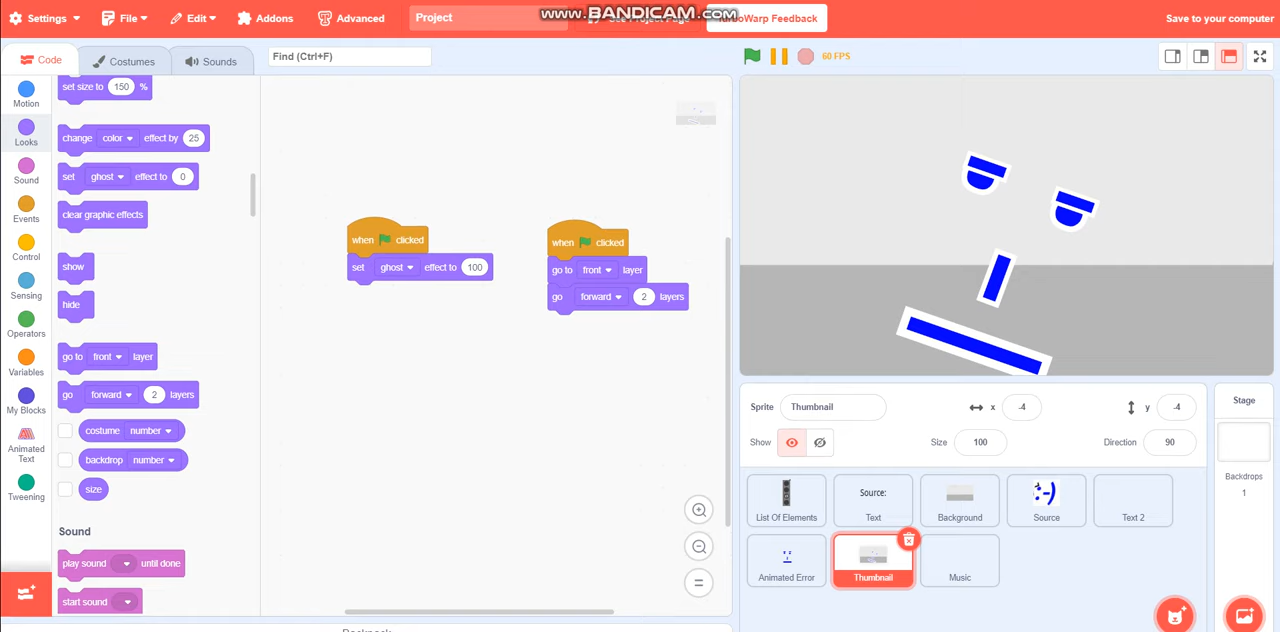 Settings File Edit Addons Advanced Project www.BANDICAM.com TurboWarp Feedback Save to your computer
Code Costumes Sounds Find (Ctrl+F) 60 FPS
Motion
Looks
Sound
Events
Control
Sensing
Operators
Variables
My Blocks
Animated
Text
Tweening
set size to 150 %
change color effect by 25
set ghost effect to 0
clear graphic effects
show
hide
go to front layer
go forward 2 layers
costume number
backdrop number
size
Sound
play sound until done
start sound
when clicked
set ghost effect to 100
when clicked
go to front layer
go forward 2 layers
Sprite Thumbnail x -4 y -4
Show Size 100 Direction 90
Stage
Backdrops
1
List Of Elements
Source:
Text
Background
Source
Text 2
Animated Error
Thumbnail
Music